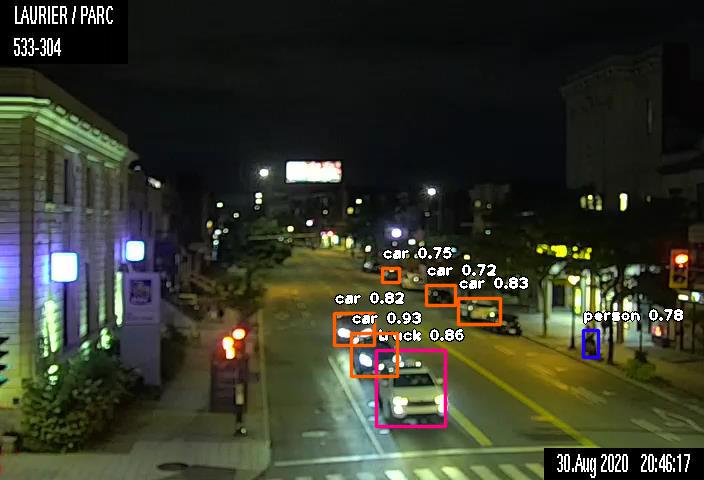 LAURIER / PARC
533-304
car 0.75
car 0.72
car 0.83
car 0.82
car 0.93
truck 0.86
person 0.78
30.Aug 2020 20:46:17